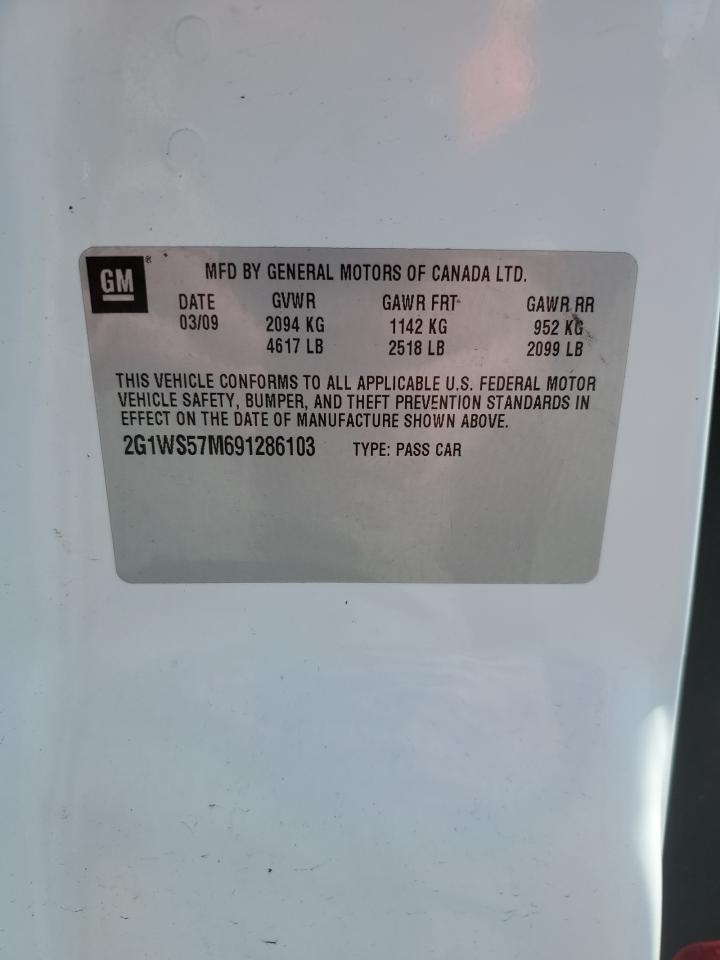 GM ®
MFD BY GENERAL MOTORS OF CANADA LTD.
DATE GVWR GAWR FRT GAWR RR
03/09 2094 KG 1142 KG 952 KG
4617 LB 2518 LB 2099 LB
THIS VEHICLE CONFORMS TO ALL APPLICABLE U.S. FEDERAL MOTOR
VEHICLE SAFETY, BUMPER, AND THEFT PREVENTION STANDARDS IN
EFFECT ON THE DATE OF MANUFACTURE SHOWN ABOVE.
2G1WS57M691286103 TYPE: PASS CAR